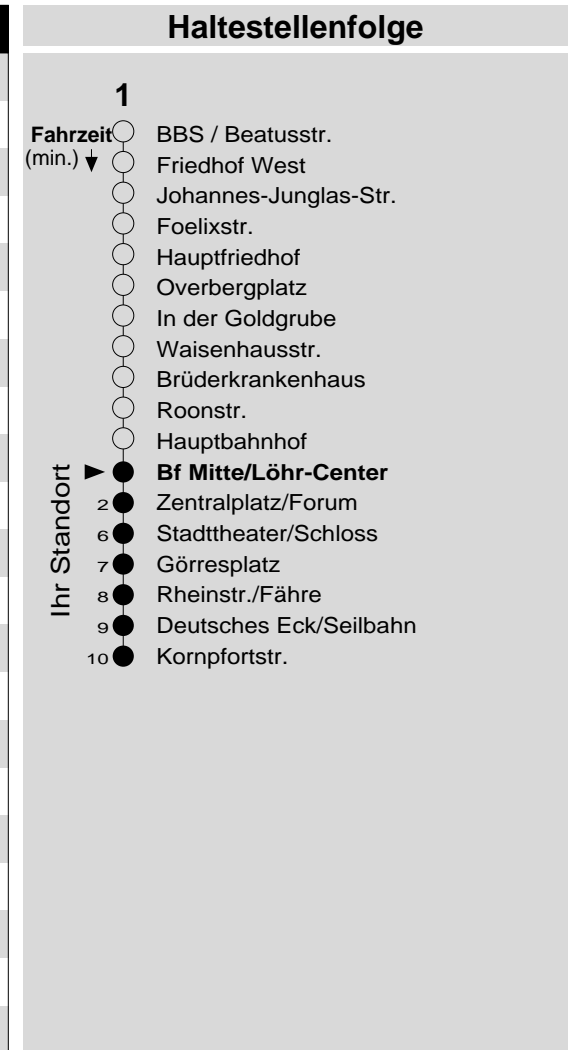 Haltestellenfolge
1
Fahrzeit BBS / Beatusstr.
(min.) Friedhof West
Johannes-Junglas-Str.
Foelixstr.
Hauptfriedhof
Overbergplatz
In der Goldgrube
Waisenhausstr.
Brüderkrankenhaus
Roonstr.
Hauptbahnhof
Bf Mitte/Löhr-Center
2 Zentralplatz/Forum
6 Stadttheater/Schloss
7 Görresplatz
8 Rheinstr./Fähre
9 Deutsches Eck/Seilbahn
10 Kornpfortstr.
Ihr Standort